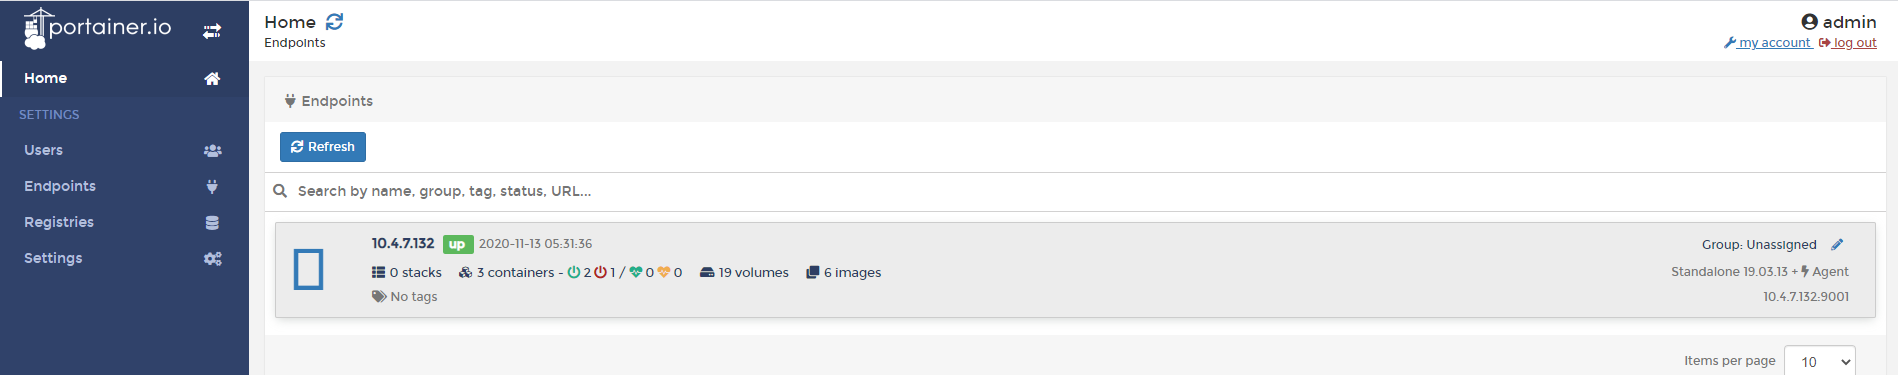 portainer.io
Home
SETTINGS
Users
Endpoints
Registries
Settings
Home
Endpoints
admin
my account log out
Endpoints
Refresh
Search by name, group, tag, status, URL...
10.4.7.132 up 2020-11-13 05:31:36
Group: Unassigned
0 stacks 3 containers - 2 1 / 0 0 19 volumes 6 images
Standalone 19.03.13 + Agent
No tags
10.4.7.132:9001
Items per page 10